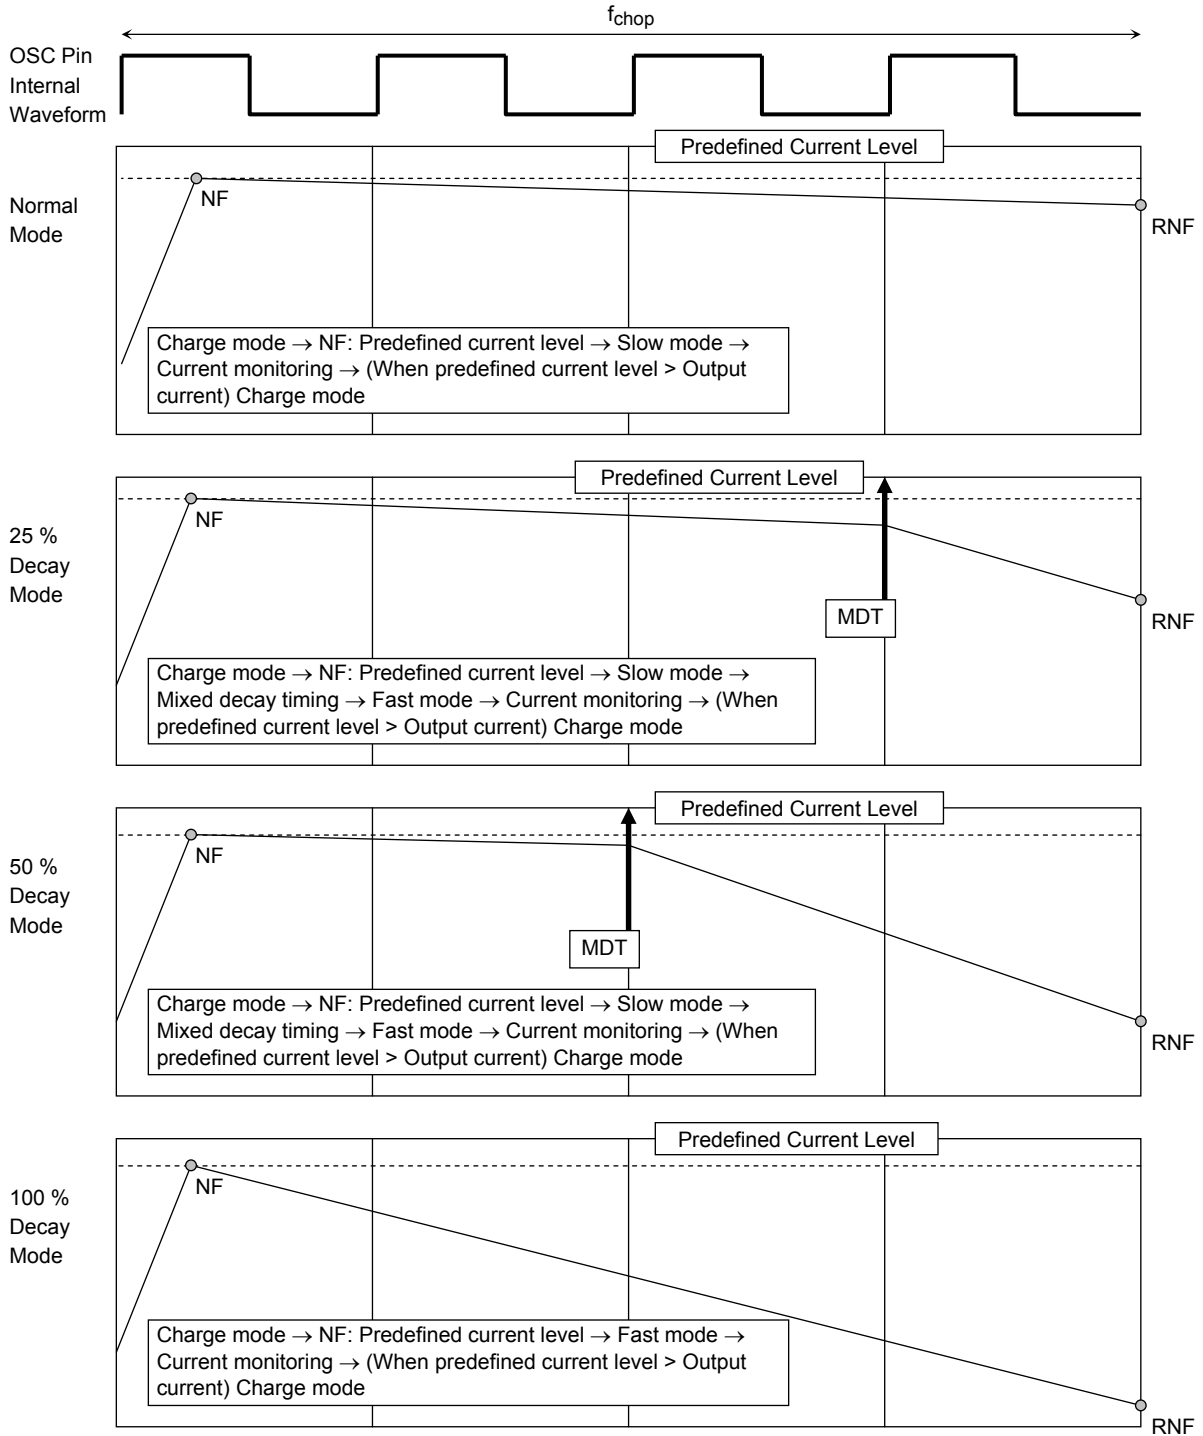 fchop
OSC Pin
Internal
Waveform
Predefined Current Level
NF
Normal
Mode
RNF
Charge mode → NF: Predefined current level → Slow mode →
Current monitoring → (When predefined current level > Output
current) Charge mode
Predefined Current Level
NF
25 %
Decay
Mode
MDT
RNF
Charge mode → NF: Predefined current level → Slow mode →
Mixed decay timing → Fast mode → Current monitoring → (When
predefined current level > Output current) Charge mode
Predefined Current Level
NF
50 %
Decay
Mode
MDT
RNF
Charge mode → NF: Predefined current level → Slow mode →
Mixed decay timing → Fast mode → Current monitoring → (When
predefined current level > Output current) Charge mode
Predefined Current Level
NF
100 %
Decay
Mode
Charge mode → NF: Predefined current level → Fast mode →
Current monitoring → (When predefined current level > Output
current) Charge mode
RNF